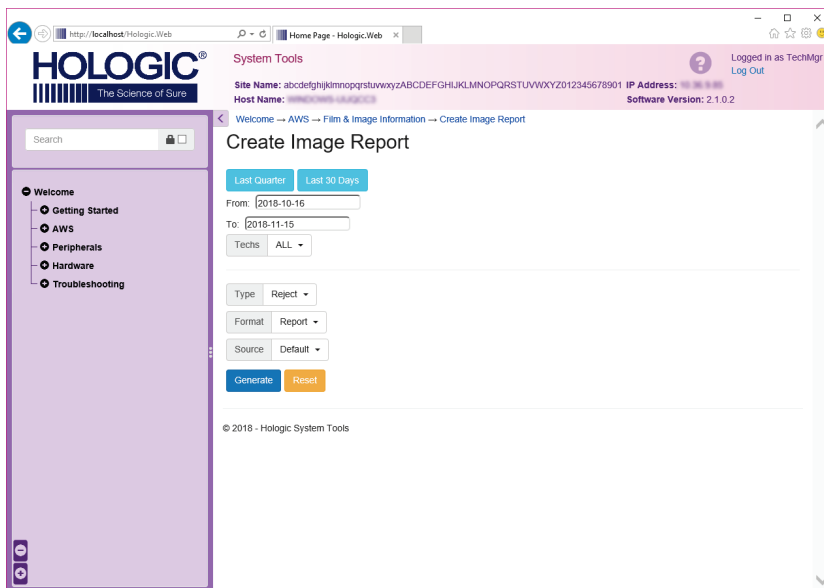 http://localhost/Hologic.Web
Home Page - Hologic.Web
HOLOGIC®
The Science of Sure
System Tools
Logged in as TechMgr
Log Out
Site Name: abcdefghijklmnopqrstuvwxyzABCDEFGHIJKLMNOPQRSTUVWXYZ012345678901 IP Address:
Host Name:
Software Version: 2.1.0.2
Search
Welcome
Getting Started
AWS
Peripherals
Hardware
Troubleshooting
Welcome → AWS → Film & Image Information → Create Image Report
Create Image Report
Last Quarter Last 30 Days
From: 2018-10-16
To: 2018-11-15
Techs ALL
Type Reject
Format Report
Source Default
Generate Reset
© 2018 - Hologic System Tools